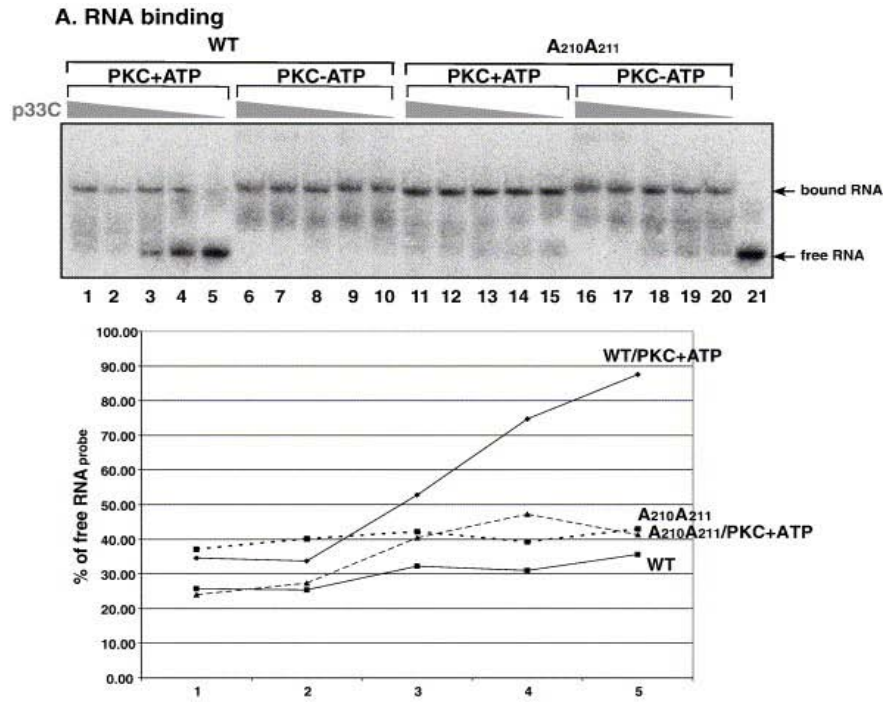 A. RNA binding
WT A210A211
PKC+ATP PKC-ATP PKC+ATP PKC-ATP
p33C
bound RNA
free RNA
1 2 3 4 5 6 7 8 9 10 11 12 13 14 15 16 17 18 19 20 21
100.00
90.00
80.00
70.00
60.00
50.00
40.00
30.00
20.00
10.00
0.00
% of free RNA probe
WT/PKC+ATP
A210A211
A210A211/PKC+ATP
WT
1 2 3 4 5